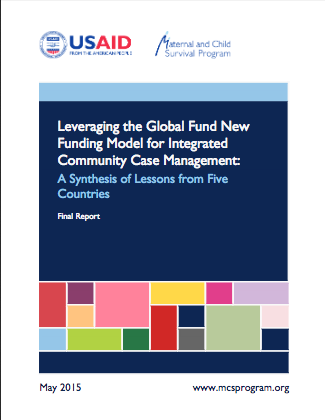 USAID
FROM THE AMERICAN PEOPLE
Maternal and Child
Survival Program
Leveraging the Global Fund New
Funding Model for Integrated
Community Case Management:
A Synthesis of Lessons from Five
Countries
Final Report
May 2015
www.mcsprogram.org